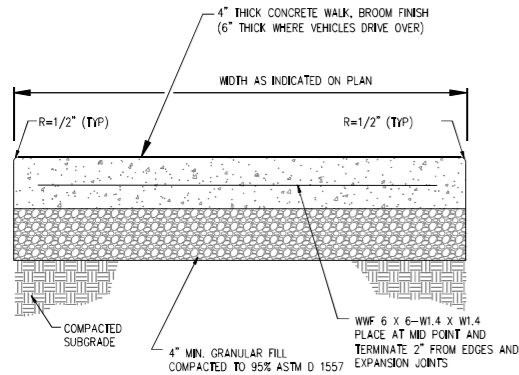 4" THICK CONCRETE WALK, BROOM FINISH
(6" THICK WHERE VEHICLES DRIVE OVER)
WIDTH AS INDICATED ON PLAN
R=1/2" (TYP)
R=1/2" (TYP)
COMPACTED
SUBGRADE
4" MIN. GRANULAR FILL
COMPACTED TO 95% ASTM D 1557
WWF 6 X 6-W1.4 X W1.4
PLACE AT MID POINT AND
TERMINATE 2" FROM EDGES AND
EXPANSION JOINTS